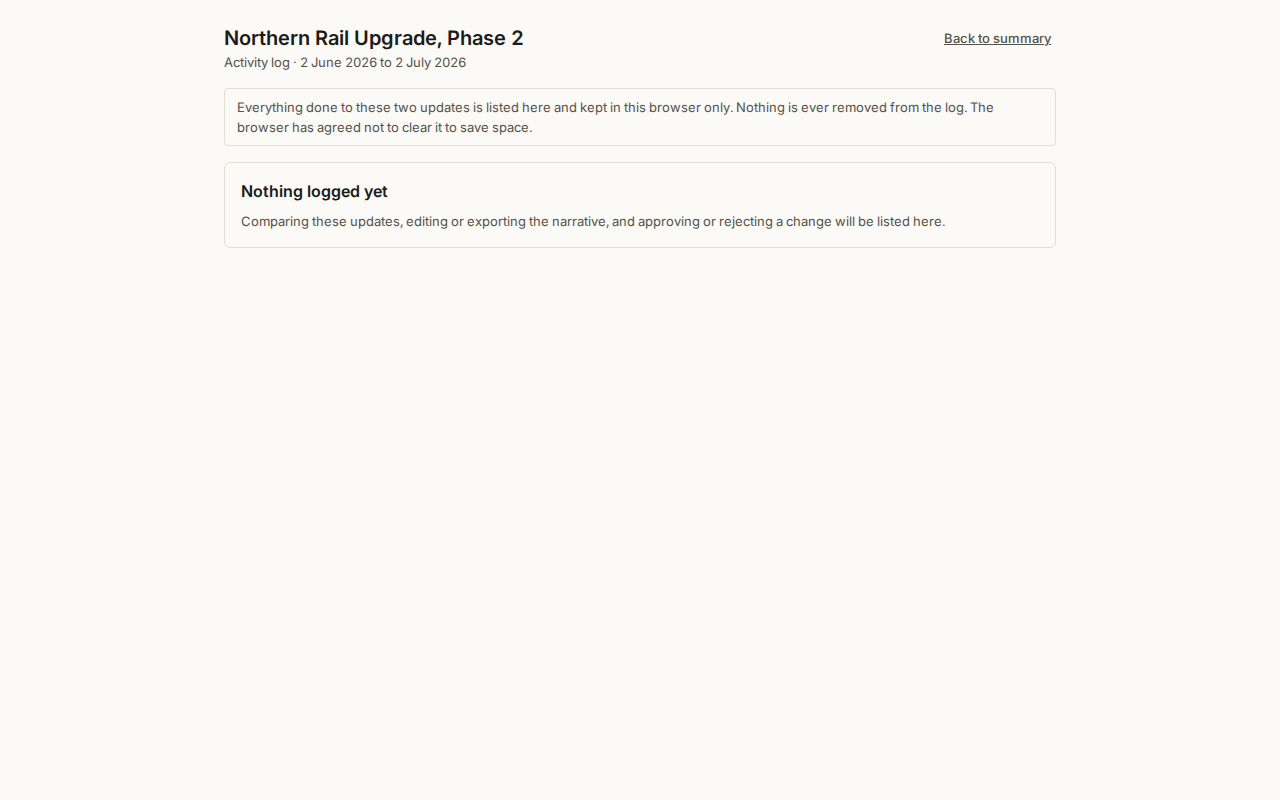 Northern Rail Upgrade, Phase 2
Back to summary
Activity log · 2 June 2026 to 2 July 2026
Everything done to these two updates is listed here and kept in this browser only. Nothing is ever removed from the log. The
browser has agreed not to clear it to save space.
Nothing logged yet
Comparing these updates, editing or exporting the narrative, and approving or rejecting a change will be listed here.